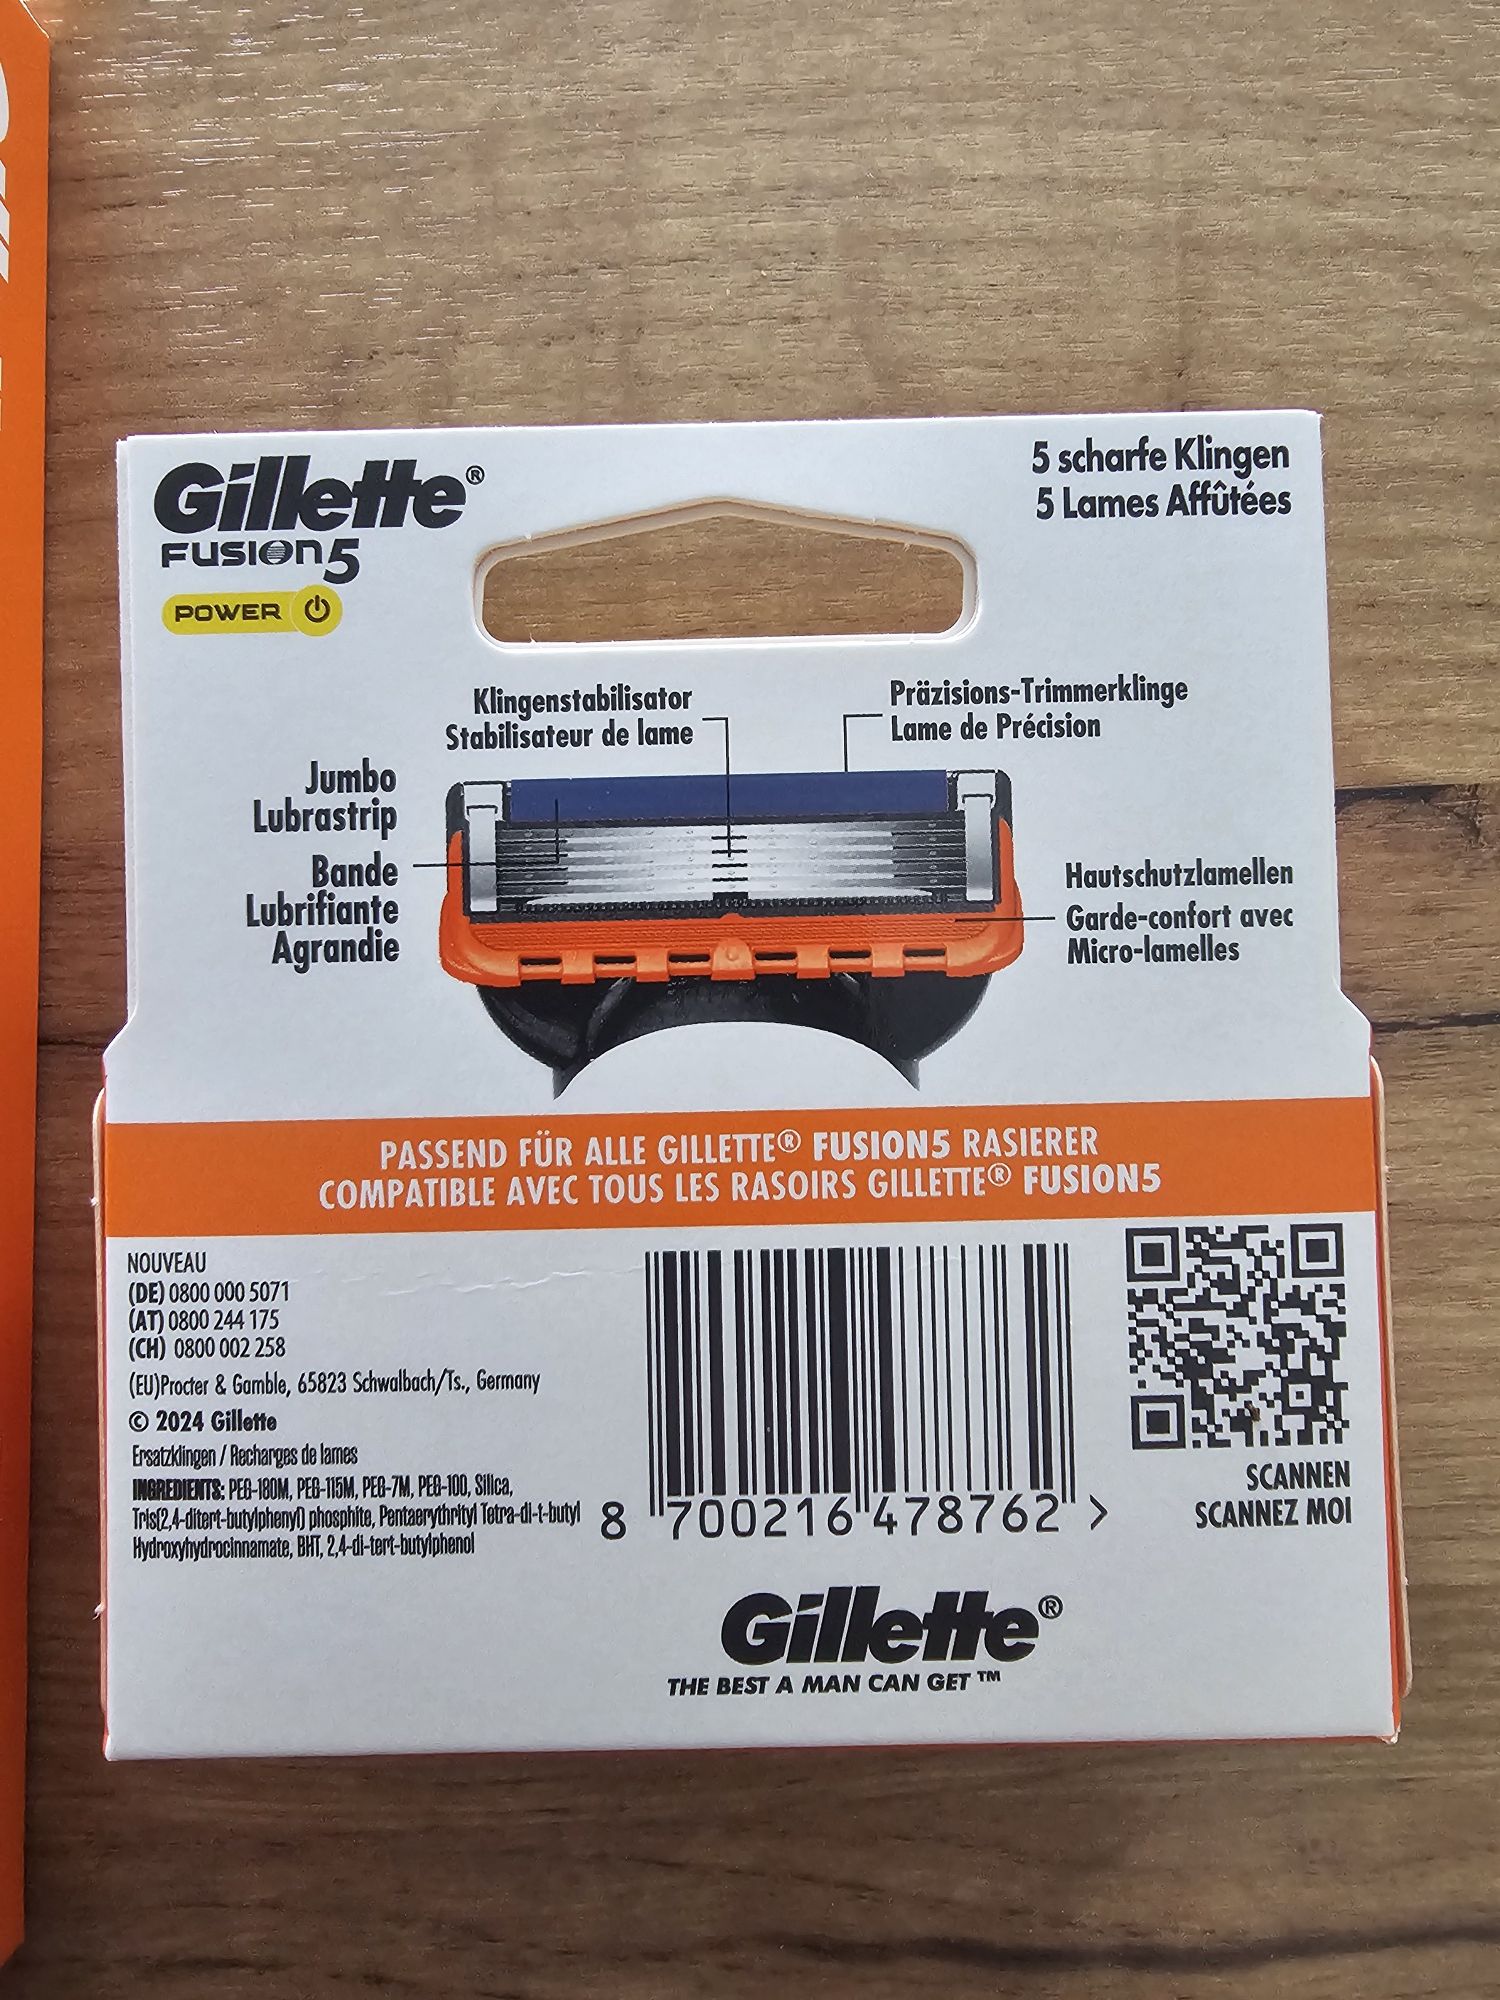 Gillette®
FUSION5
POWER
5 scharfe Klingen
5 Lames Affûtées
Klingenstabilisator
Stabilisateur de lame
Präzisions-Trimmerklinge
Lame de Précision
Jumbo
Lubrastrip
Bande
Lubrifiante
Agrandie
Hautschutzlamellen
Garde-confort avec
Micro-lamelles
PASSEND FÜR ALLE GILLETTE® FUSION5 RASIERER
COMPATIBLE AVEC TOUS LES RASOIRS GILLETTE® FUSION5
NOUVEAU
(DE) 0800 000 5071
(AT) 0800 244 175
(CH) 0800 002 258
(EU)Procter & Gamble, 65823 Schwalbach/Ts., Germany
© 2024 Gillette
Ersatzklingen / Recharges de lames
INGREDIENTS: PEG-180M, PEG-115M, PEG-7M, PEG-100, Silica,
Tris(2,4-ditert-butylphenyl) phosphite, Pentaerythrityl Tetra-di-t-butyl
Hydroxyhydrocinnamate, BHT, 2,4-di-tert-butylphenol
8 700216 478762 >
SCANNEN
SCANNEZ MOI
Gillette®
THE BEST A MAN CAN GET ™